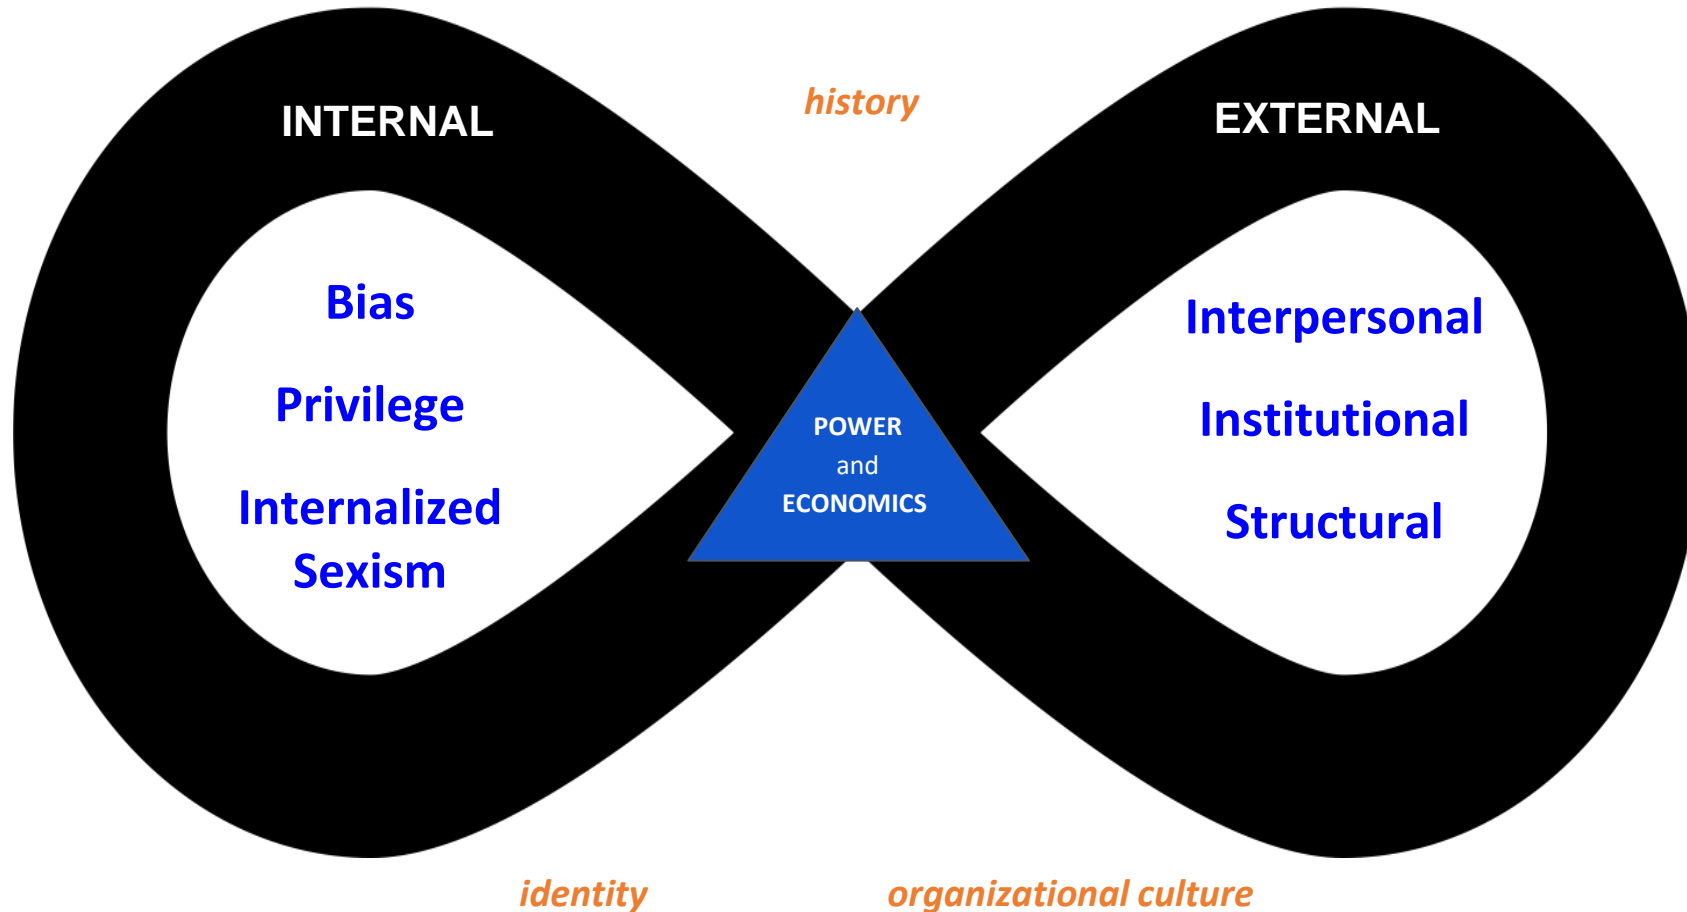 history
INTERNAL
EXTERNAL
Bias
Privilege
Internalized
Sexism
POWER
and
ECONOMICS
Interpersonal
Institutional
Structural
identity
organizational culture